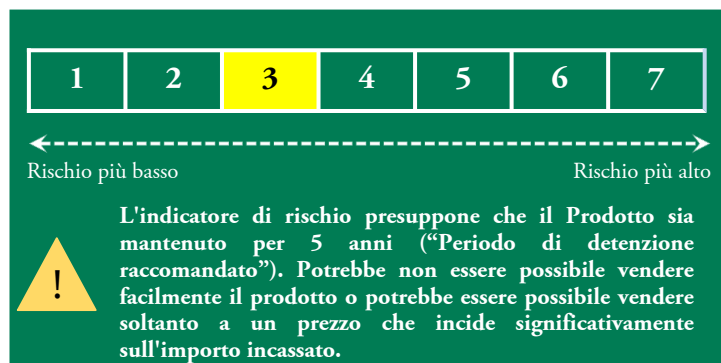 1 2 3 4 5 6 7
Rischio più basso Rischio più alto
L'indicatore di rischio presuppone che il Prodotto sia
mantenuto per 5 anni (“Periodo di detenzione
raccomandato”). Potrebbe non essere possibile vendere
facilmente il prodotto o potrebbe essere possibile vendere
soltanto a un prezzo che incide significativamente
sull'importo incassato.
!